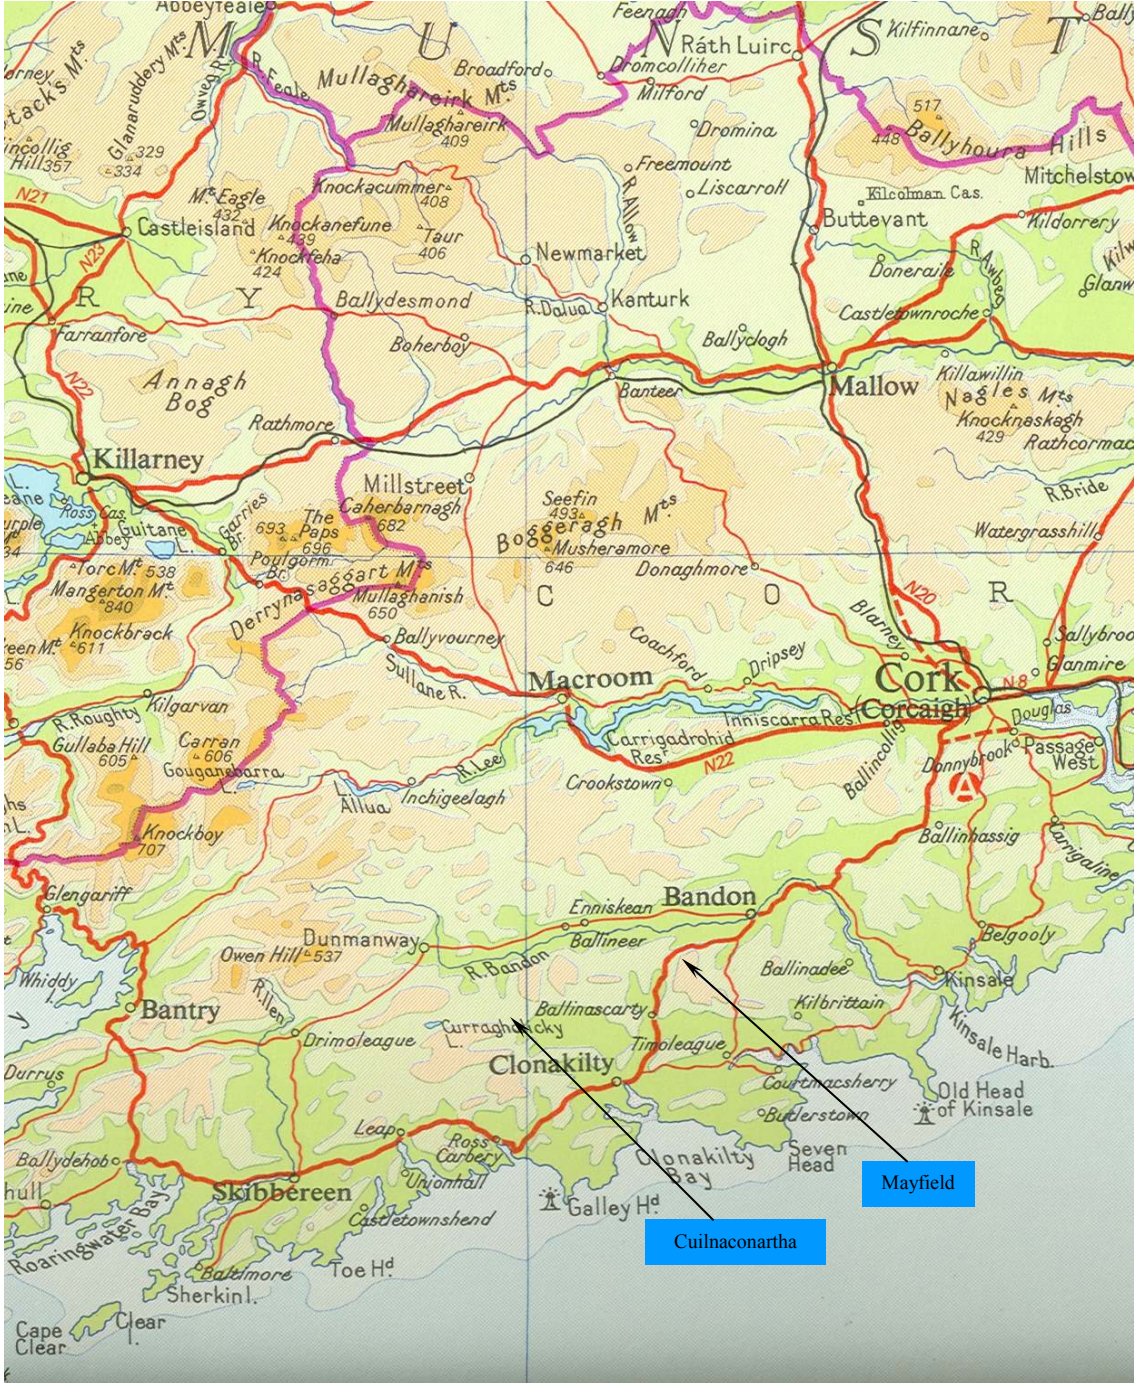 Abbeyfeale
Feenagh
Kilfinnane
M U N S T
Ráth Luirc
Broadford
Dromcolliher
Milford
R. Feale
Owveg R.
Mullaghareirk Mts
Glanaruddery Mts
Mullaghareirk
409
Dromina
517
448
Ballyhoura Hills
Hill 357
329
334
Freemount
Liscarroll
R. Allow
Kilcolman Cas.
Mitchelstow
Mt. Eagle
432
Knockacummer
408
N21
Castleisland
N23
Knockanefune
439
Knockfeha
424
Taur
406
Newmarket
Buttevant
Kildorrery
Doneraile
R. Awbeg
R Y
Ballydesmond
R. Dalua
Kanturk
Castletownroche
Farranfore
Boherboy
Ballyclogh
Killawillin
N22
Annagh
Bog
Banteer
Mallow
Nagles Mts
Knocknaskagh
429
Rathcormac
Rathmore
Killarney
Millstreet
R. Bride
Ross Cas.
Abbey
Guitane
L.
Garries
Br.
693
The
Paps
696
Caherbarnagh
682
Seefin
493
Boggeragh Mts
Musheramore
646
Watergrasshill
Torc Mt. 538
Poulgorm
Br.
Mangerton Mt
840
Derrynasaggart Mts
Mullaghanish
650
Donaghmore
C O R
N20
Knockbrack
611
Ballyvourney
Sullane R.
Coachford
Dripsey
Blarney
Sallybroo
Glanmire
Macroom
Cork
(Corcaigh)
N8
Kilgarvan
R. Roughty
Inniscarra Resr
Carrigadrohid
Resr
Ballincollig
Douglas
Gullaba Hill
605
Carran
606
Gouganebarra
L.
R. Lee
N22
Donnybrook
Passage
West
L.
Allua
Inchigeelagh
Crookstown
A
Knockboy
707
Ballinhassig
Carrigaline
Glengariff
Bandon
Enniskean
Ballineer
Dunmanway
Belgooly
Owen Hill 537
R. Bandon
Ballinadee
Kinsale
Whiddy
I.
R. Ilen
Bantry
Ballinascarty
Kilbrittain
Drimoleague
L.
Timoleague
Kinsale Harb.
Durrus
Clonakilty
Courtmacsherry
Old Head
of Kinsale
Butlerstown
Leap
Ross
Carbery
Seven
Head
Clonakilty
Bay
Ballydehob
Mayfield
Skibbereen
Unionhall
Galley Hd
Castletownshend
Cuilnaconartha
Roaringwater Bay
Baltimore
Toe Hd
Sherkin I.
Cape
Clear
Clear
I.